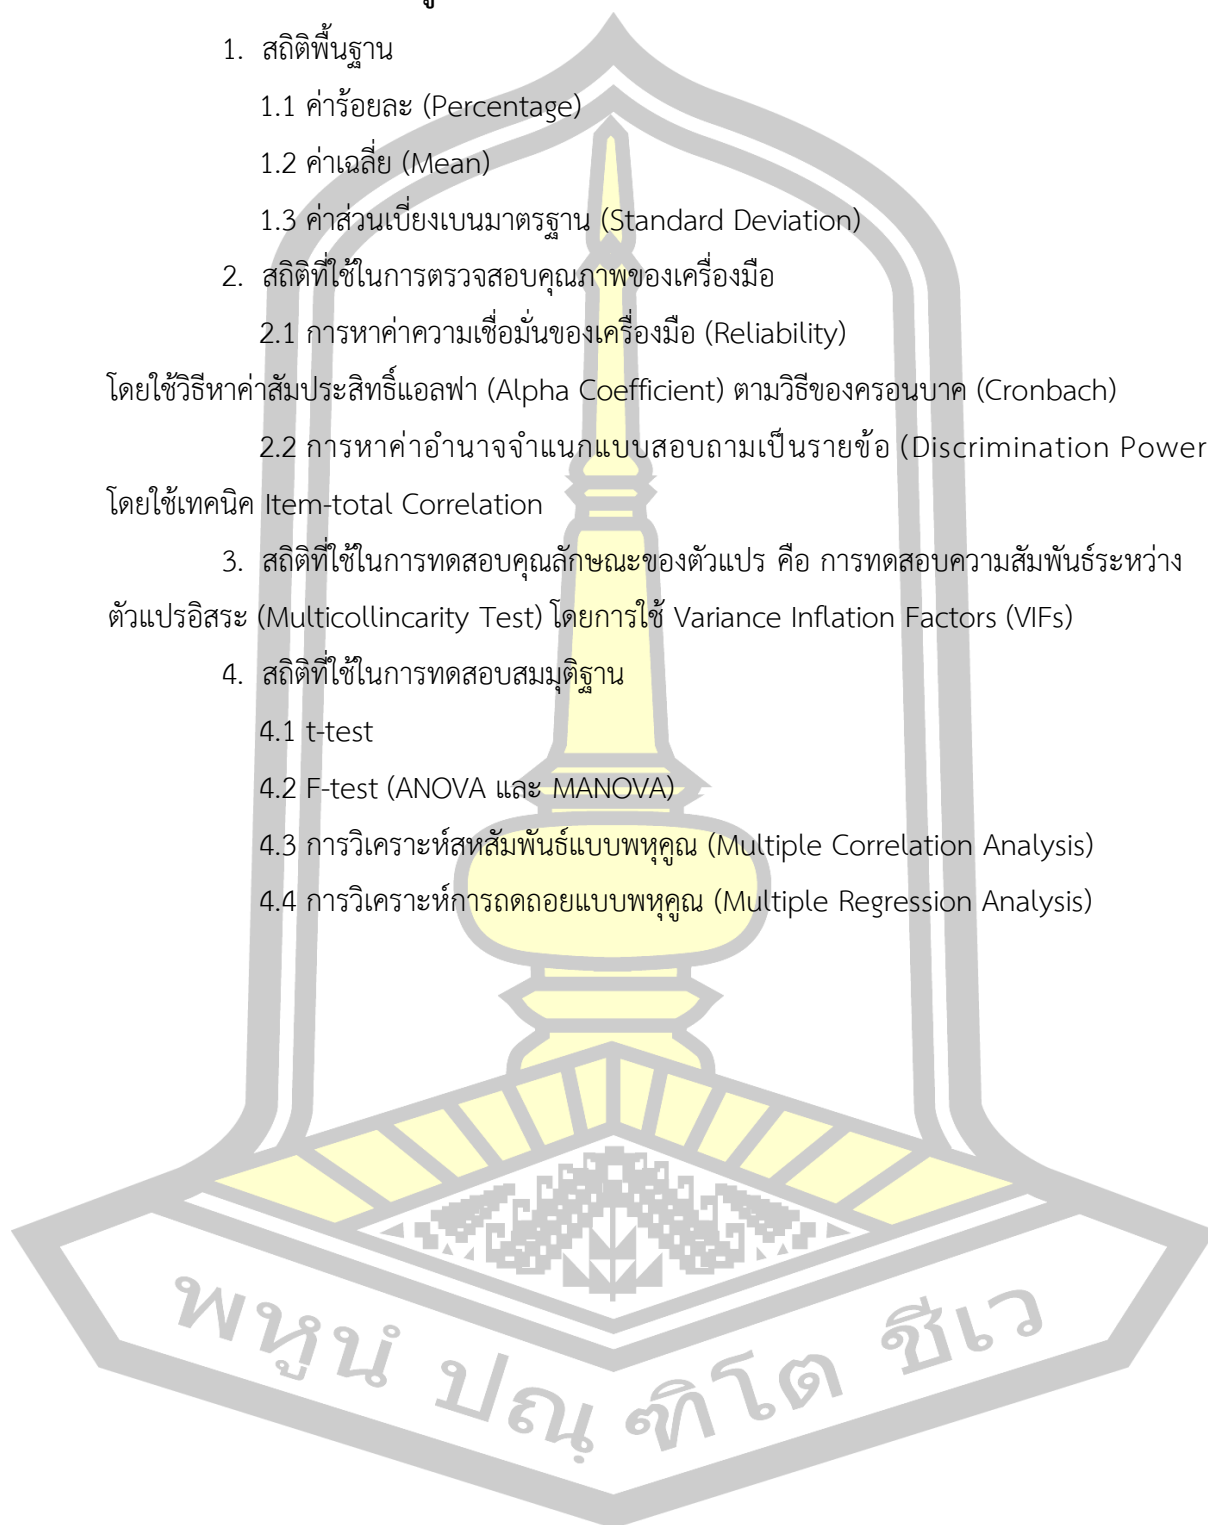 1. สถิติพื้นฐาน
1.1 ค่าร้อยละ (Percentage)
1.2 ค่าเฉลี่ย (Mean)
1.3 ค่าส่วนเบี่ยงเบนมาตรฐาน (Standard Deviation)
2. สถิติที่ใช้ในการตรวจสอบคุณภาพของเครื่องมือ
2.1 การหาค่าความเชื่อมั่นของเครื่องมือ (Reliability)
โดยใช้วิธีหาค่าสัมประสิทธิ์แอลฟา (Alpha Coefficient) ตามวิธีของครอนบาค (Cronbach)
2.2 การหาค่าอำนาจจำแนกแบบสอบถามเป็นรายข้อ (Discrimination Power
โดยใช้เทคนิค Item-total Correlation
3. สถิติที่ใช้ในการทดสอบคุณลักษณะของตัวแปร คือ การทดสอบความสัมพันธ์ระหว่าง
ตัวแปรอิสระ (Multicollincarity Test) โดยการใช้ Variance Inflation Factors (VIFs)
4. สถิติที่ใช้ในการทดสอบสมมุติฐาน
4.1 t-test
4.2 F-test (ANOVA และ MANOVA)
4.3 การวิเคราะห์สหสัมพันธ์แบบพหุคูณ (Multiple Correlation Analysis)
4.4 การวิเคราะห์การถดถอยแบบพหุคูณ (Multiple Regression Analysis)
พหูนํ ปณฺฑิโต ชีเว